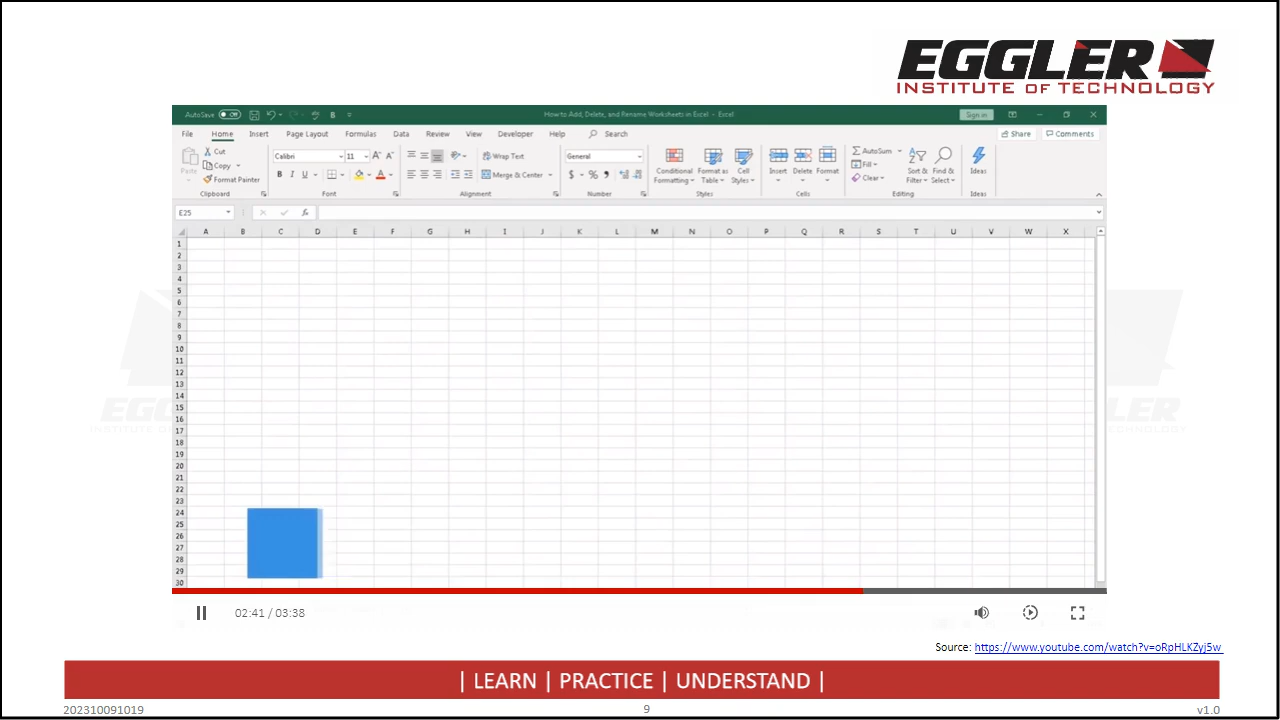 EGGLER
INSTITUTE OF TECHNOLOGY
AutoSave Off B How to Add, Delete, and Rename Worksheets in Excel - Excel Sign in
File Home Insert Page Layout Formulas Data Review View Developer Help Search Share Comments
Paste Cut Copy Format Painter
Calibri 11 B I U
Wrap Text Merge & Center
General $ % ,
Conditional Formatting Format as Table Cell Styles
Insert Delete Format
AutoSum Fill Clear Sort & Filter Find & Select
Ideas
Clipboard Font Alignment Number Styles Cells Editing Ideas
E25 fx
A B C D E F G H I J K L M N O P Q R S T U V W X
1
2
3
4
5
6
7
8
9
10
11
12
13
14
15
16
17
18
19
20
21
22
23
24
25
26
27
28
29
30
02:41 / 03:38
Source: https://www.youtube.com/watch?v=oRpHLKZyj5w
| LEARN | PRACTICE | UNDERSTAND |
202310091019 9 v1.0